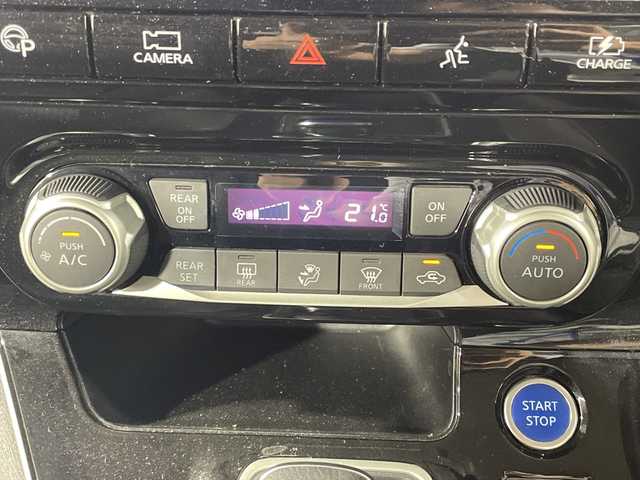 P
CAMERA
CHARGE
REAR
ON
OFF
21.0
°C
ON
OFF
PUSH
A/C
PUSH
AUTO
REAR
SET
REAR
FRONT
START
STOP